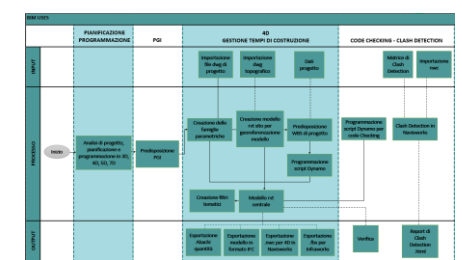 BIM USES
PIANIFICAZIONE
PROGRAMMAZIONE
PGI
4D
GESTIONE TEMPI DI COSTRUZIONE
CODE CHECKING - CLASH DETECTION
INPUT
Importazione
file dwg di
progetto
Importazione
dwg
topografico
Dati
progetto
Matrice di
Clash
Detection
Importazione
nwc
PROCESSO
Inizio
Analisi di progetto,
pianificazione e
programmazione in 3D,
4D, 5D, 7D
Predisposizione
PGI
Creazione delle
famiglie
parametriche
Creazione modello
rvt sito per
georeferenziazione
modello
Predisposizione
WBS di progetto
Programmazione
script Dynamo per
code Checking
Clash Detection in
Navisworks
Programmazione
script Dynamo
Creazione filtri
tematici
Modello rvt
centrale
OUTPUT
Esportazione
Abachi
quantità
Esportazione
modello in
formato IFC
Esportazione
.nwc per 4D in
Navisworks
Esportazione
file per
Infraworks
Verifica
Report di
Clash
Detection
.html